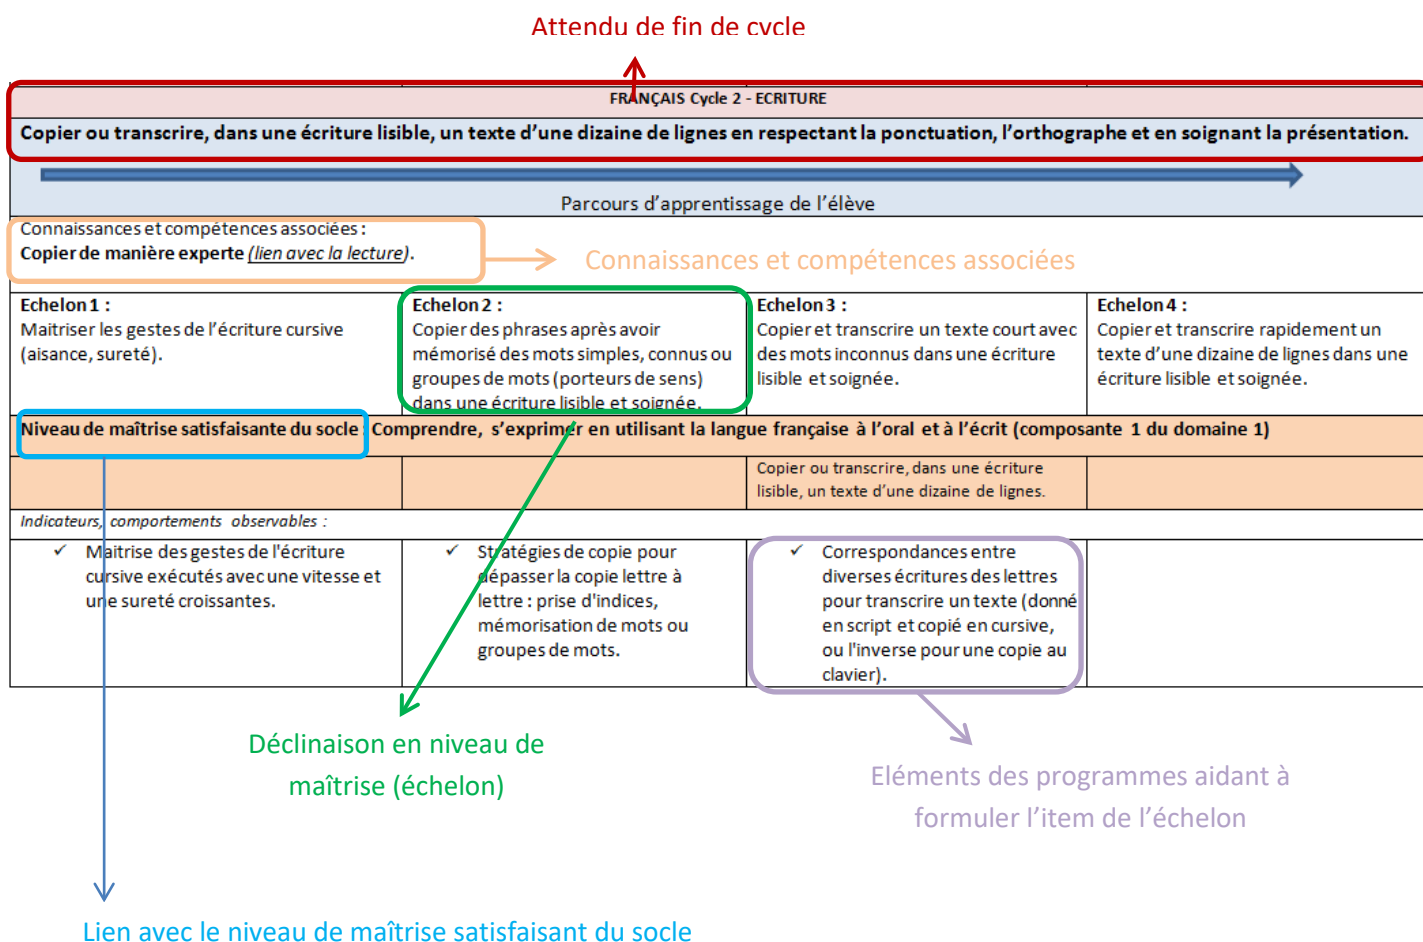 Attendu de fin de cycle
FRANÇAIS Cycle 2 - ECRITURE
Copier ou transcrire, dans une écriture lisible, un texte d’une dizaine de lignes en respectant la ponctuation, l’orthographe et en soignant la présentation.
Parcours d’apprentissage de l’élève
Connaissances et compétences associées :
Copier de manière experte (lien avec la lecture).
Connaissances et compétences associées
Echelon 1 :
Maitriser les gestes de l’écriture cursive
(aisance, sureté).
Echelon 2 :
Copier des phrases après avoir
mémorisé des mots simples, connus ou
groupes de mots (porteurs de sens)
dans une écriture lisible et soignée.
Echelon 3 :
Copier et transcrire un texte court avec
des mots inconnus dans une écriture
lisible et soignée.
Echelon 4 :
Copier et transcrire rapidement un
texte d’une dizaine de lignes dans une
écriture lisible et soignée.
Niveau de maîtrise satisfaisante du socle : Comprendre, s’exprimer en utilisant la langue française à l’oral et à l’écrit (composante 1 du domaine 1)
Copier ou transcrire, dans une écriture
lisible, un texte d’une dizaine de lignes.
Indicateurs, comportements observables :
✓ Maitrise des gestes de l'écriture
cursive exécutés avec une vitesse et
une sureté croissantes.
✓ Stratégies de copie pour
dépasser la copie lettre à
lettre : prise d'indices,
mémorisation de mots ou
groupes de mots.
✓ Correspondances entre
diverses écritures des lettres
pour transcrire un texte (donné
en script et copié en cursive,
ou l'inverse pour une copie au
clavier).
Déclinaison en niveau de
maîtrise (échelon)
Eléments des programmes aidant à
formuler l’item de l’échelon
Lien avec le niveau de maîtrise satisfaisant du socle